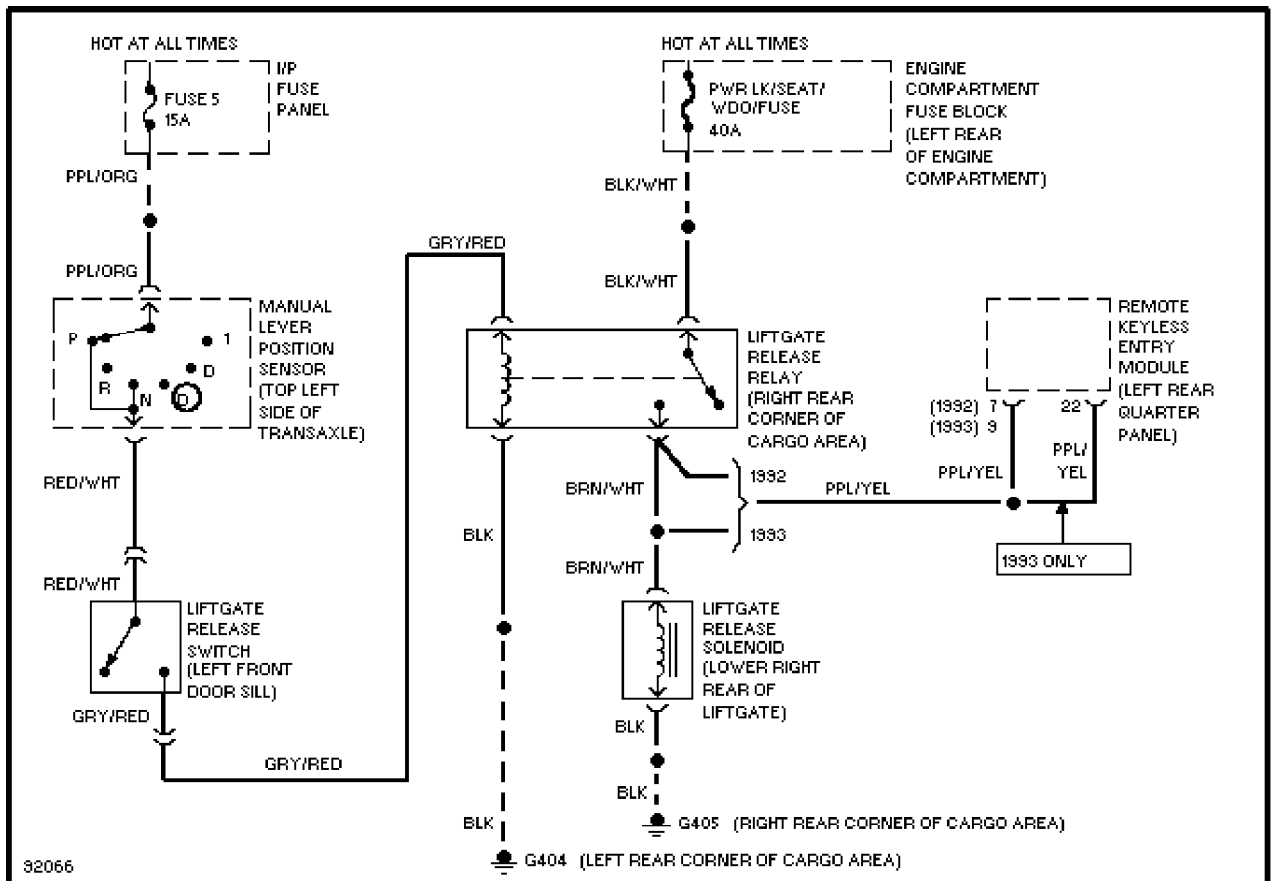 HOT AT ALL TIMES
FUSE 5
15A
I/P
FUSE
PANEL
HOT AT ALL TIMES
PWR LK/SEAT/
WDO/FUSE
40A
ENGINE
COMPARTMENT
FUSE BLOCK
(LEFT REAR
OF ENGINE
COMPARTMENT)
PPL/ORG
BLK/WHT
GRY/RED
PPL/ORG
BLK/WHT
P
R
N
D
D
1
MANUAL
LEVER
POSITION
SENSOR
(TOP LEFT
SIDE OF
TRANSAXLE)
LIFTGATE
RELEASE
RELAY
(RIGHT REAR
CORNER OF
CARGO AREA)
REMOTE
KEYLESS
ENTRY
MODULE
(LEFT REAR
QUARTER
PANEL)
(1992) 7
(1993) 9
22
RED/WHT
BRN/WHT
1992
PPL/YEL
PPL/YEL
PPL/
YEL
BLK
1993
1993 ONLY
RED/WHT
BRN/WHT
LIFTGATE
RELEASE
SWITCH
(LEFT FRONT
DOOR SILL)
LIFTGATE
RELEASE
SOLENOID
(LOWER RIGHT
REAR OF
LIFTGATE)
GRY/RED
BLK
GRY/RED
BLK
BLK
G405 (RIGHT REAR CORNER OF CARGO AREA)
G404 (LEFT REAR CORNER OF CARGO AREA)
92066